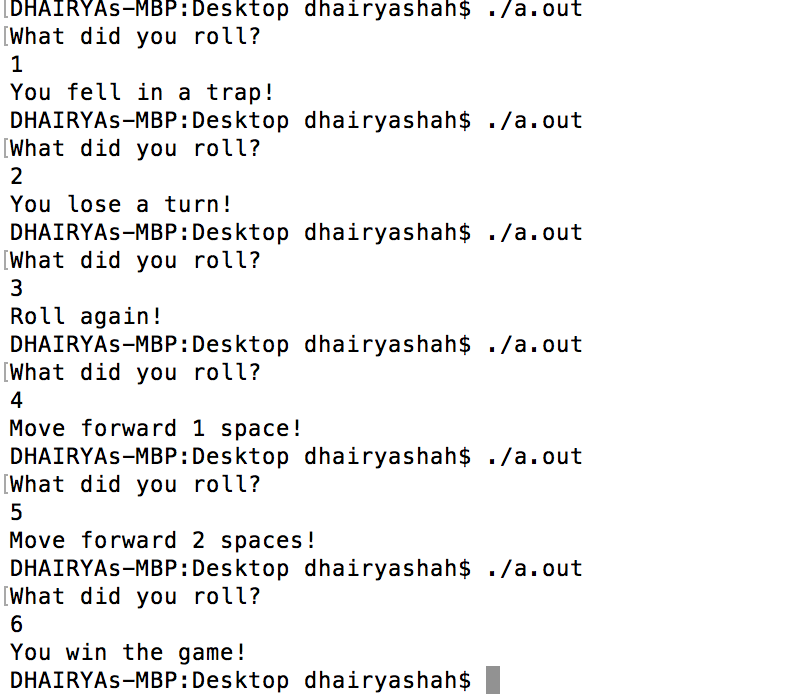 [DHAIRYAs-MBP:Desktop dhairyashah$ ./a.out
[What did you roll?
1
You fell in a trap!
DHAIRYAs-MBP:Desktop dhairyashah$ ./a.out
[What did you roll?
2
You lose a turn!
DHAIRYAs-MBP:Desktop dhairyashah$ ./a.out
[What did you roll?
3
Roll again!
DHAIRYAs-MBP:Desktop dhairyashah$ ./a.out
[What did you roll?
4
Move forward 1 space!
DHAIRYAs-MBP:Desktop dhairyashah$ ./a.out
[What did you roll?
5
Move forward 2 spaces!
DHAIRYAs-MBP:Desktop dhairyashah$ ./a.out
[What did you roll?
6
You win the game!
DHAIRYAs-MBP:Desktop dhairyashah$